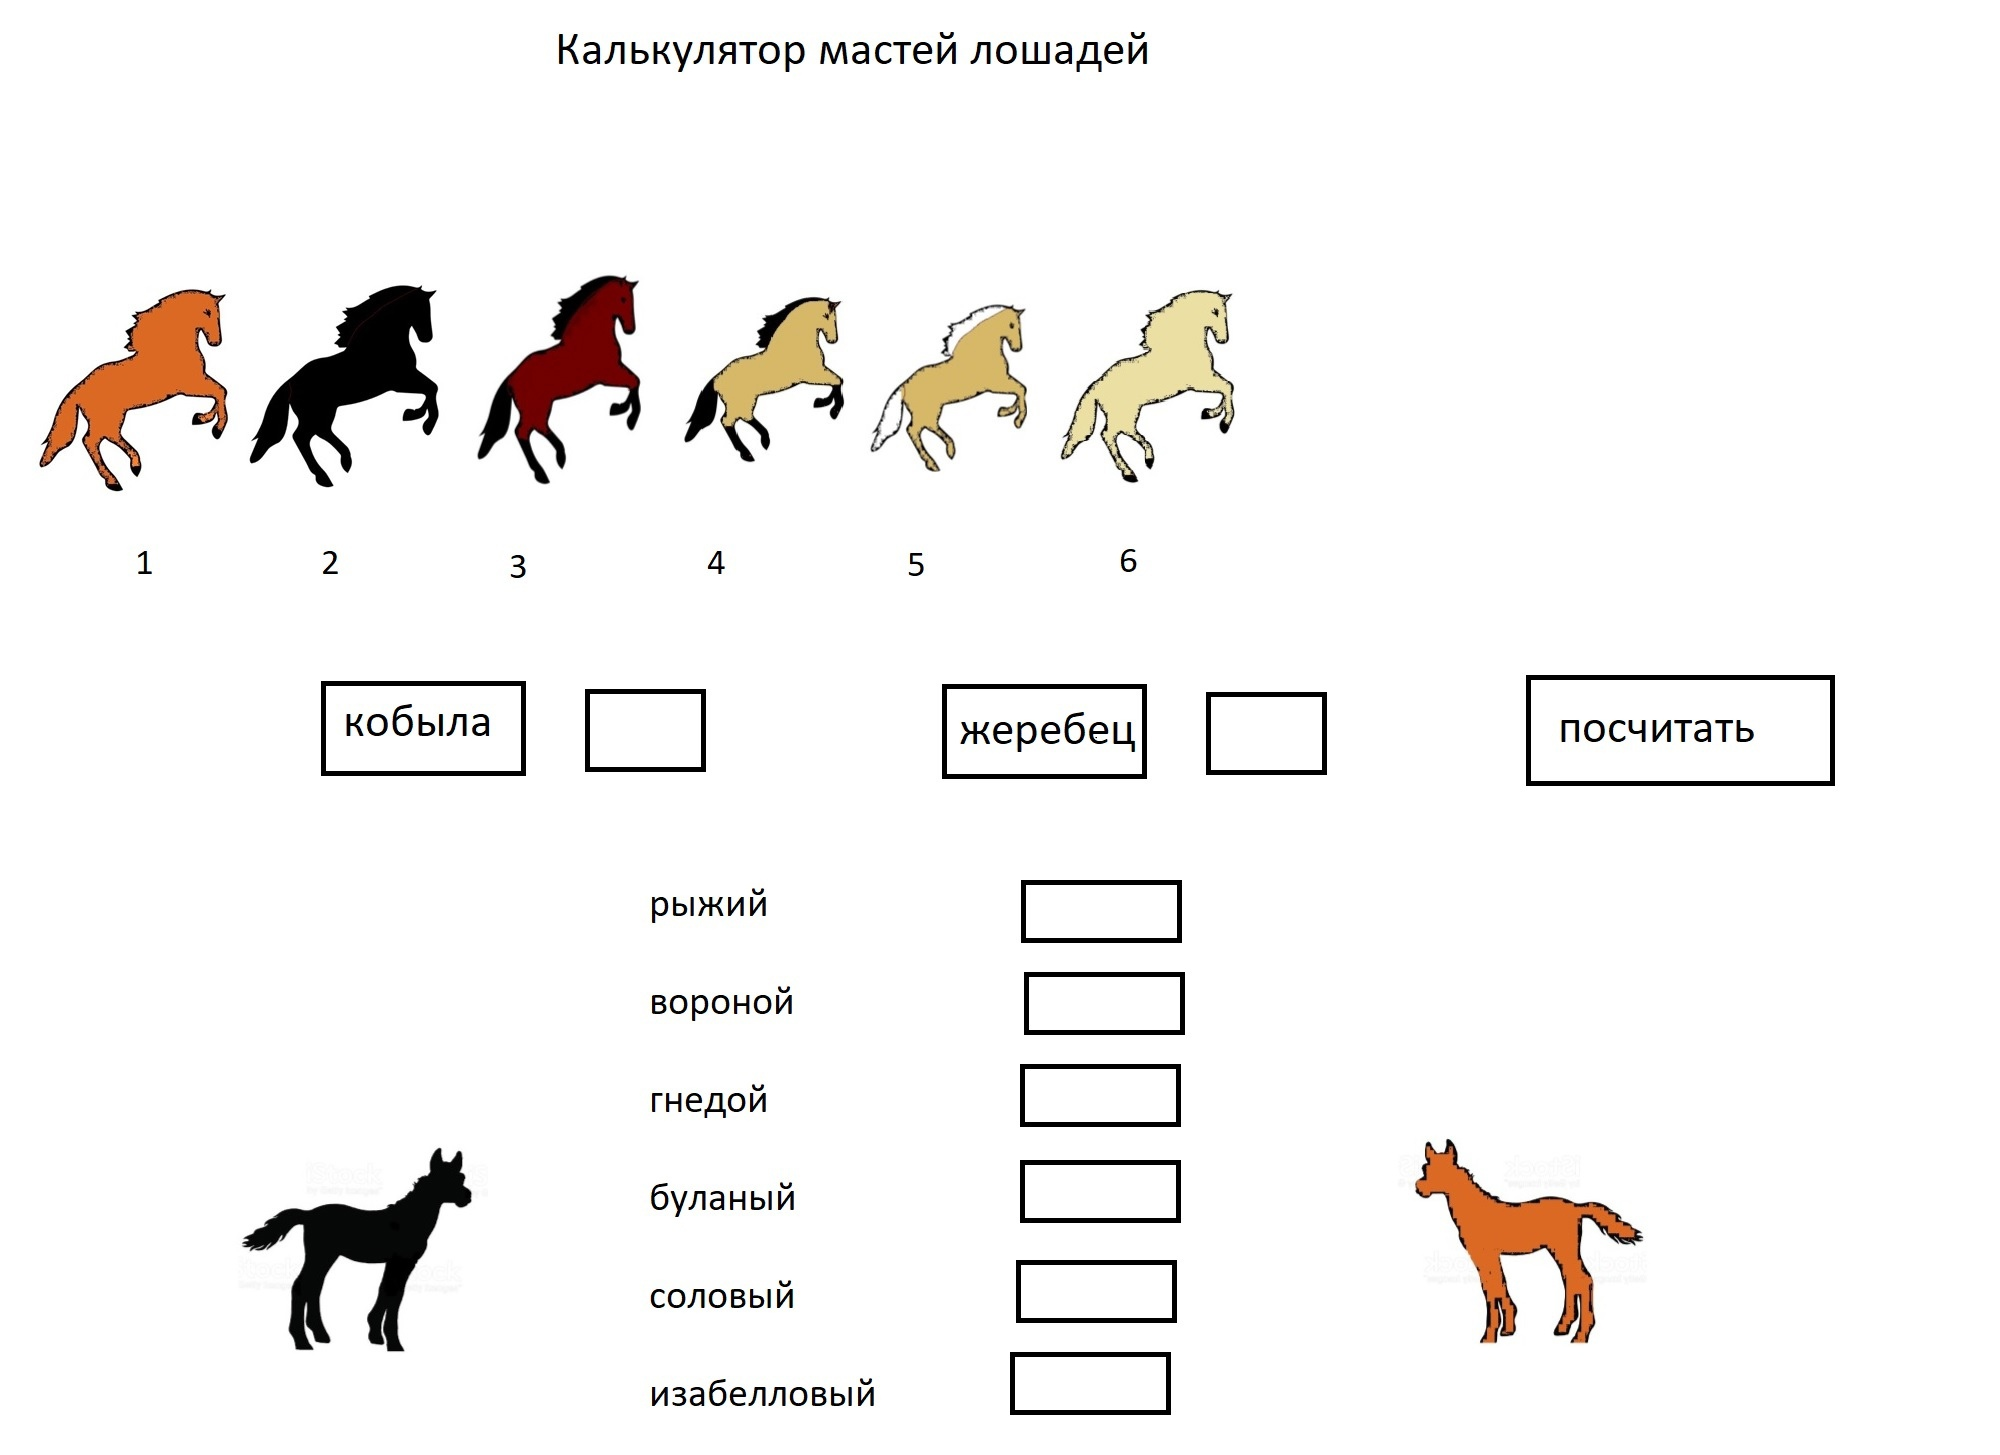 Калькулятор мастей лошадей
1 2 3 4 5 6
кобыла жеребец посчитать
рыжий
вороной
гнедой
буланый
соловый
изабелловый